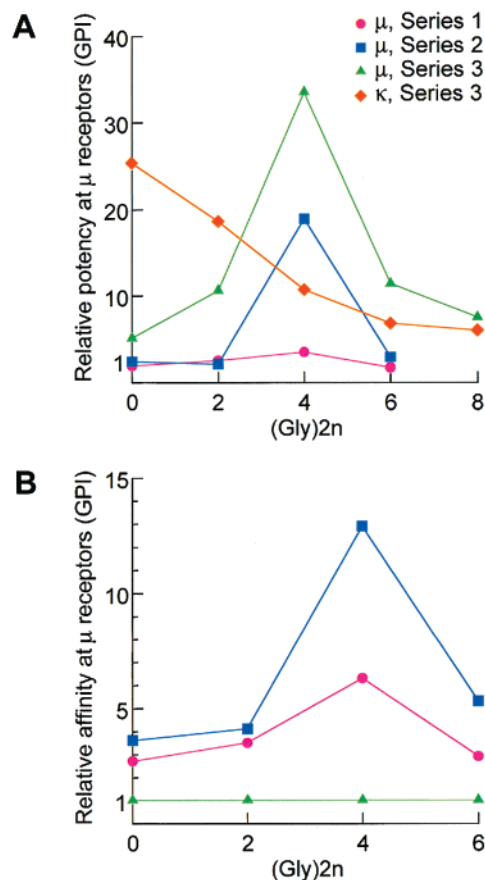 A
μ, Series 1
μ, Series 2
μ, Series 3
κ, Series 3
Relative potency at μ receptors (GPI)
40
30
20
10
1
0 2 4 6 8
(Gly)2n
B
Relative affinity at μ receptors (GPI)
15
10
5
1
0 2 4 6
(Gly)2n